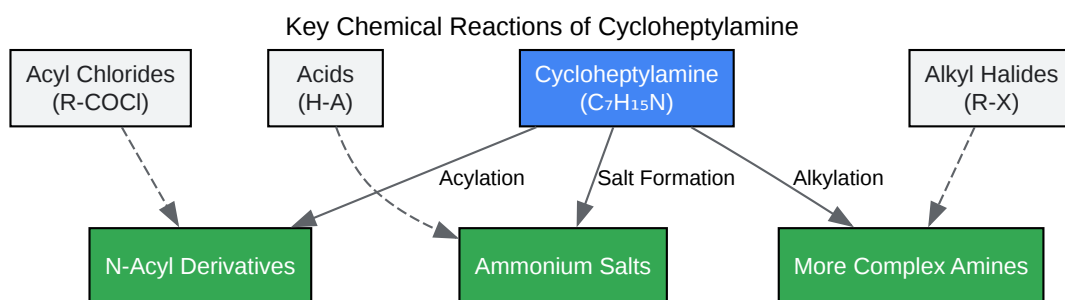 Key Chemical Reactions of Cycloheptylamine
Acyl Chlorides
(R-COCl)
Acids
(H-A)
Cycloheptylamine
(C₇H₁₅N)
Alkyl Halides
(R-X)
Acylation
Salt Formation
Alkylation
N-Acyl Derivatives
Ammonium Salts
More Complex Amines